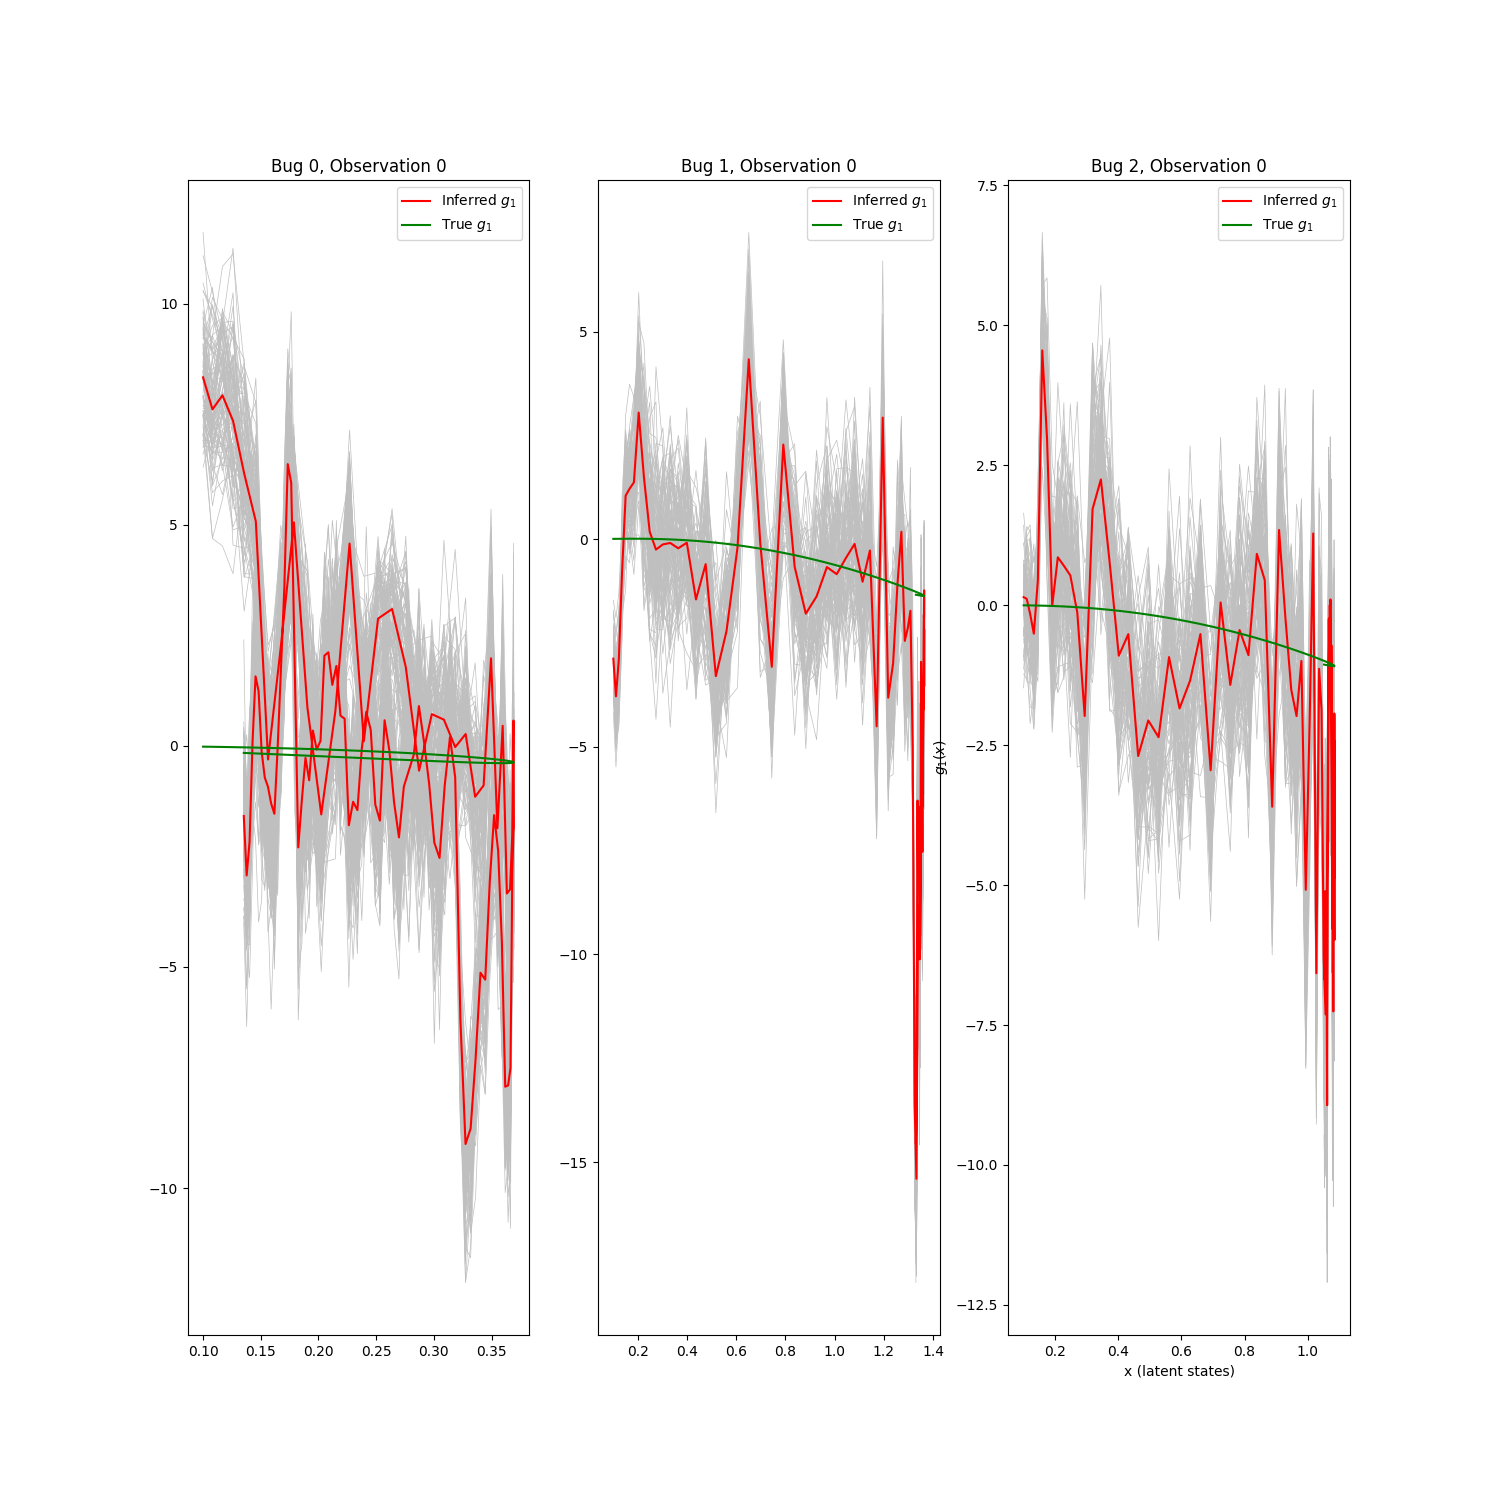 Bug 0, Observation 0
Inferred g₁
True g₁
10
5
0
−5
−10
0.10 0.15 0.20 0.25 0.30 0.35
Bug 1, Observation 0
Inferred g₁
True g₁
5
0
−5
−10
−15
0.2 0.4 0.6 0.8 1.0 1.2 1.4
Bug 2, Observation 0
Inferred g₁
True g₁
7.5
5.0
2.5
0.0
−2.5
−5.0
−7.5
−10.0
−12.5
g₁(x)
0.2 0.4 0.6 0.8 1.0
x (latent states)